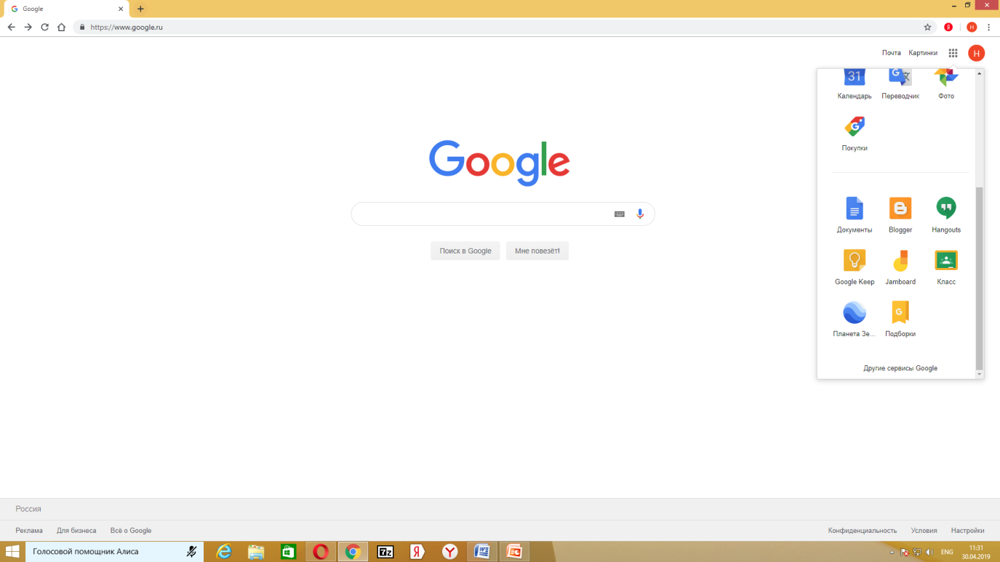 Google
https://www.google.ru
Н
Почта
Картинки
Н
31
Календарь
Переводчик
Фото
G
Покупки
Google
Документы
Blogger
Hangouts
Google Keep
Jamboard
Класс
G
Планета Зе...
Подборки
Другие сервисы Google
Поиск в Google
Мне повезёт!
Россия
Реклама
Для бизнеса
Всё о Google
Конфиденциальность
Условия
Настройки
Голосовой помощник Алиса
7z
Я
ENG
11:31
30.04.2019